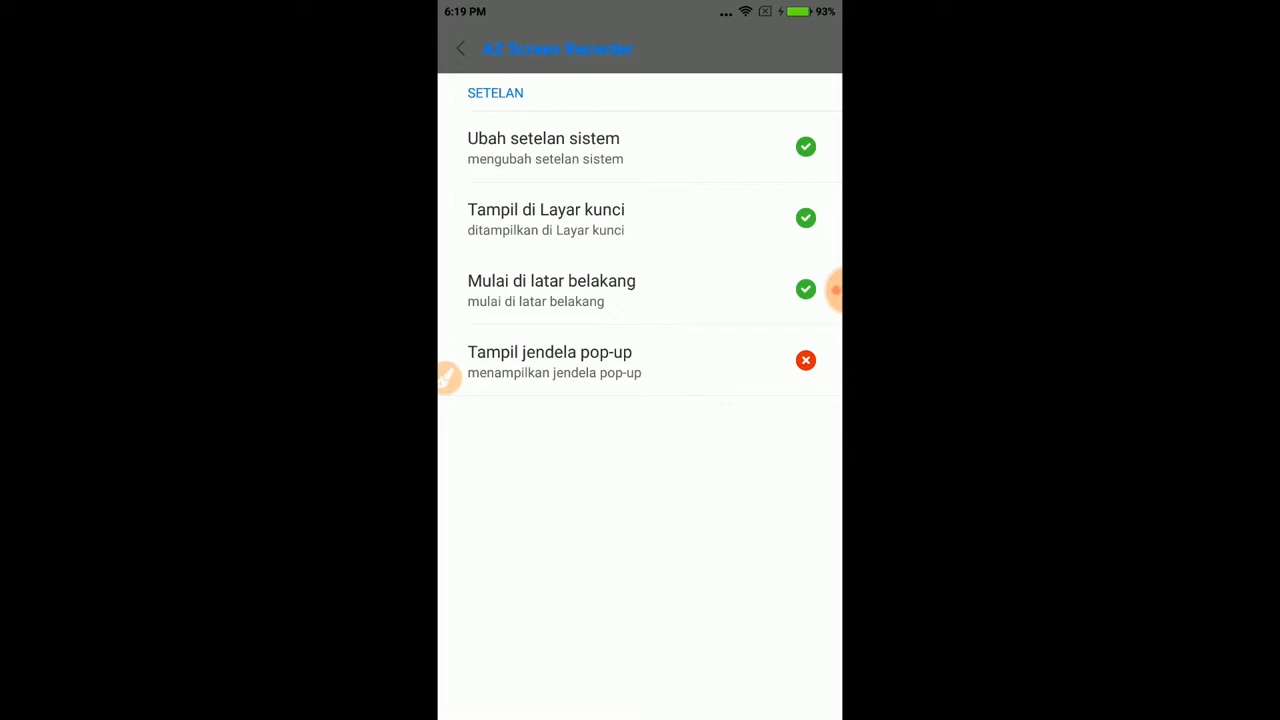 6:19 PM
93%
AZ Screen Recorder
SETELAN
Ubah setelan sistem
mengubah setelan sistem
Tampil di Layar kunci
ditampilkan di Layar kunci
Mulai di latar belakang
mulai di latar belakang
Tampil jendela pop-up
menampilkan jendela pop-up